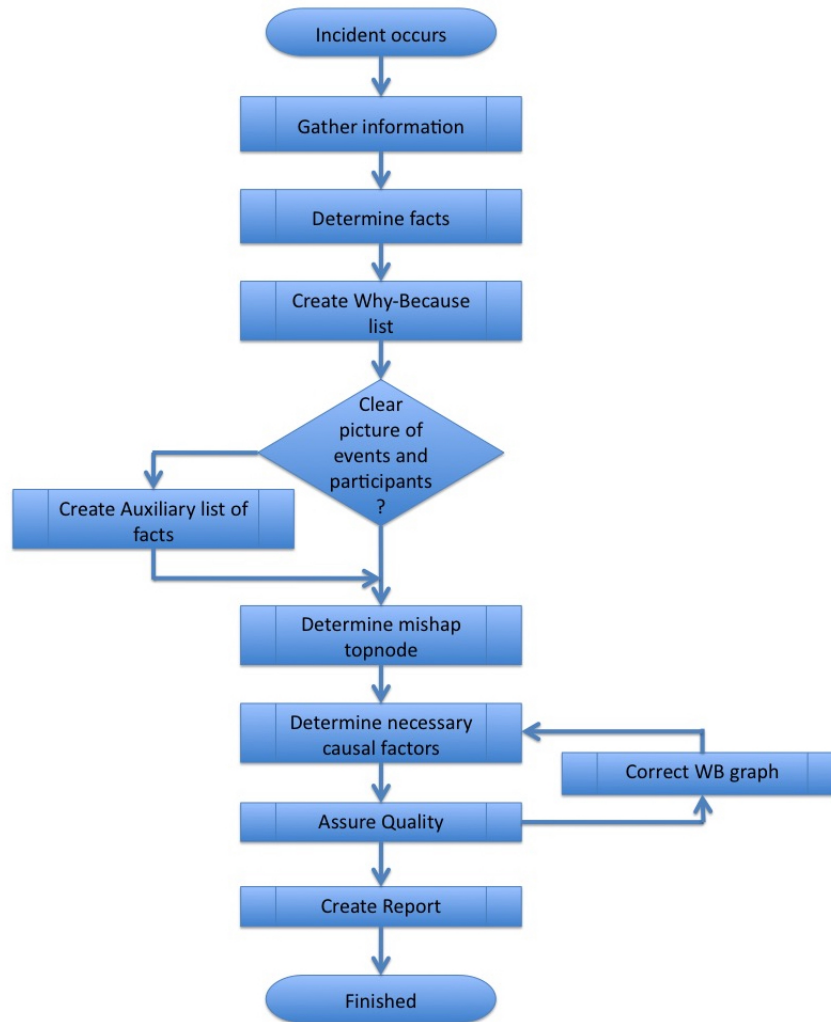 Incident occurs
Gather information
Determine facts
Create Why-Because
list
Clear
picture of
events and
participants
?
Create Auxiliary list of
facts
Determine mishap
topnode
Determine necessary
causal factors
Correct WB graph
Assure Quality
Create Report
Finished